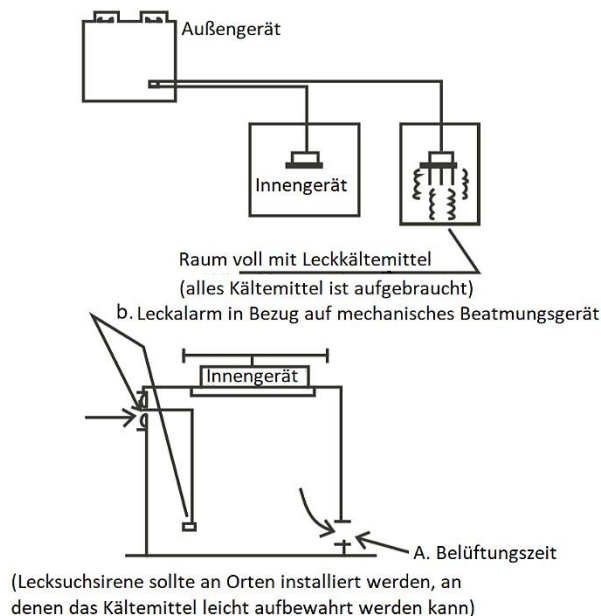 Außengerät
Innengerät
Raum voll mit Leckkältemittel
(alles Kältemittel ist aufgebraucht)
b. Leckalarm in Bezug auf mechanisches Beatmungsgerät
Innengerät
A. Belüftungszeit
(Lecksuchsirene sollte an Orten installiert werden, an
denen das Kältemittel leicht aufbewahrt werden kann)